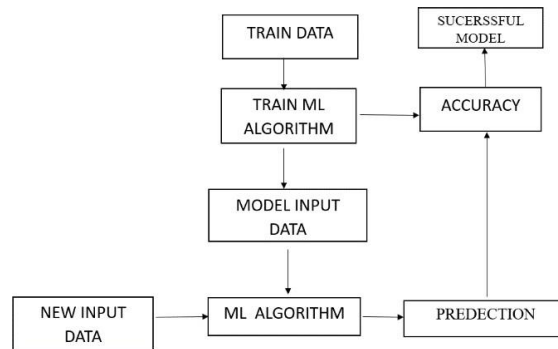 TRAIN DATA
SUCERSSFUL
MODEL
TRAIN ML
ALGORITHM
ACCURACY
MODEL INPUT
DATA
NEW INPUT
DATA
ML ALGORITHM
PREDECTION